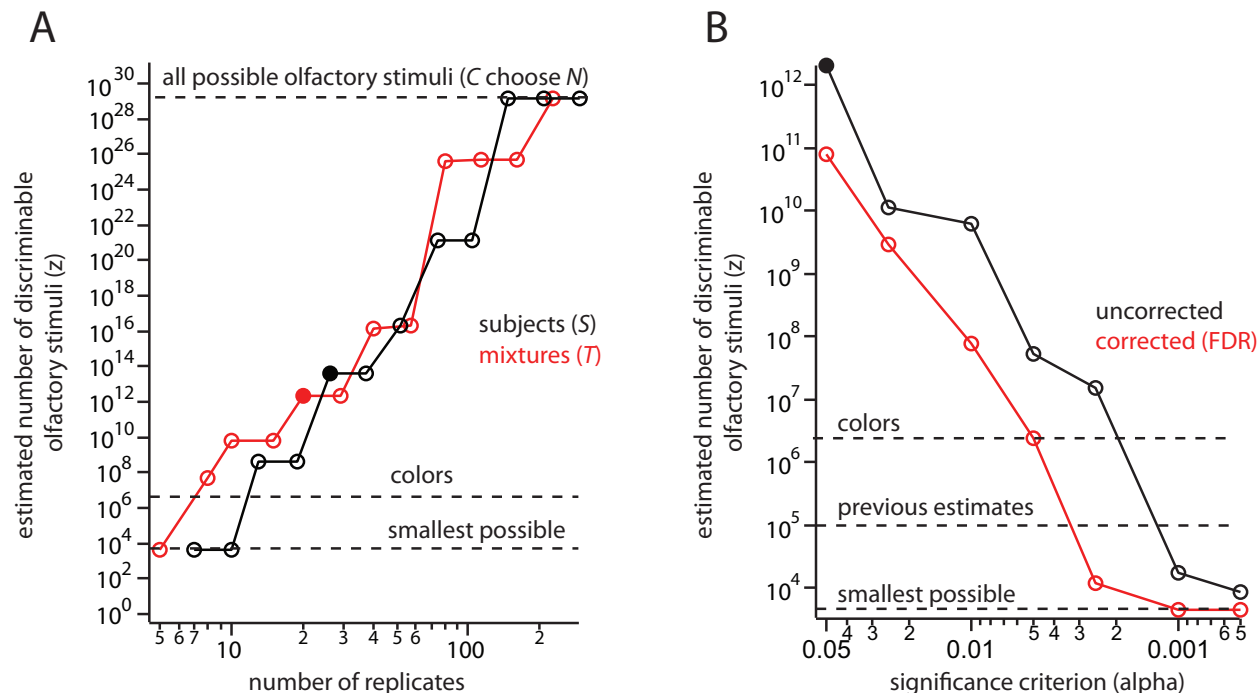 A
estimated number of discriminable
olfactory stimuli (z)
10^30
10^28
10^26
10^24
10^22
10^20
10^18
10^16
10^14
10^12
10^10
10^8
10^6
10^4
10^2
10^0
all possible olfactory stimuli (C choose N)
subjects (S)
mixtures (T)
colors
smallest possible
5 6 7 10 2 3 4 5 6 100 2
number of replicates
B
estimated number of discriminable
olfactory stimuli (z)
10^12
10^11
10^10
10^9
10^8
10^7
10^6
10^5
10^4
uncorrected
corrected (FDR)
colors
previous estimates
smallest possible
0.05 4 3 2 0.01 5 4 3 2 0.001 6 5
significance criterion (alpha)